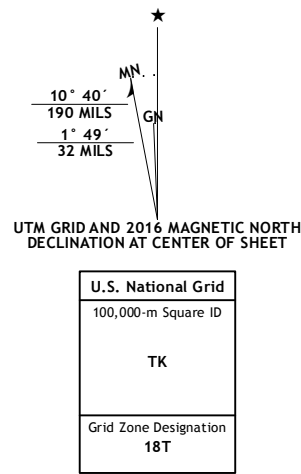 ★
MN
GN
10° 40´
190 MILS
1° 49´
32 MILS
UTM GRID AND 2016 MAGNETIC NORTH
DECLINATION AT CENTER OF SHEET
U.S. National Grid
100,000-m Square ID
TK
Grid Zone Designation
18T